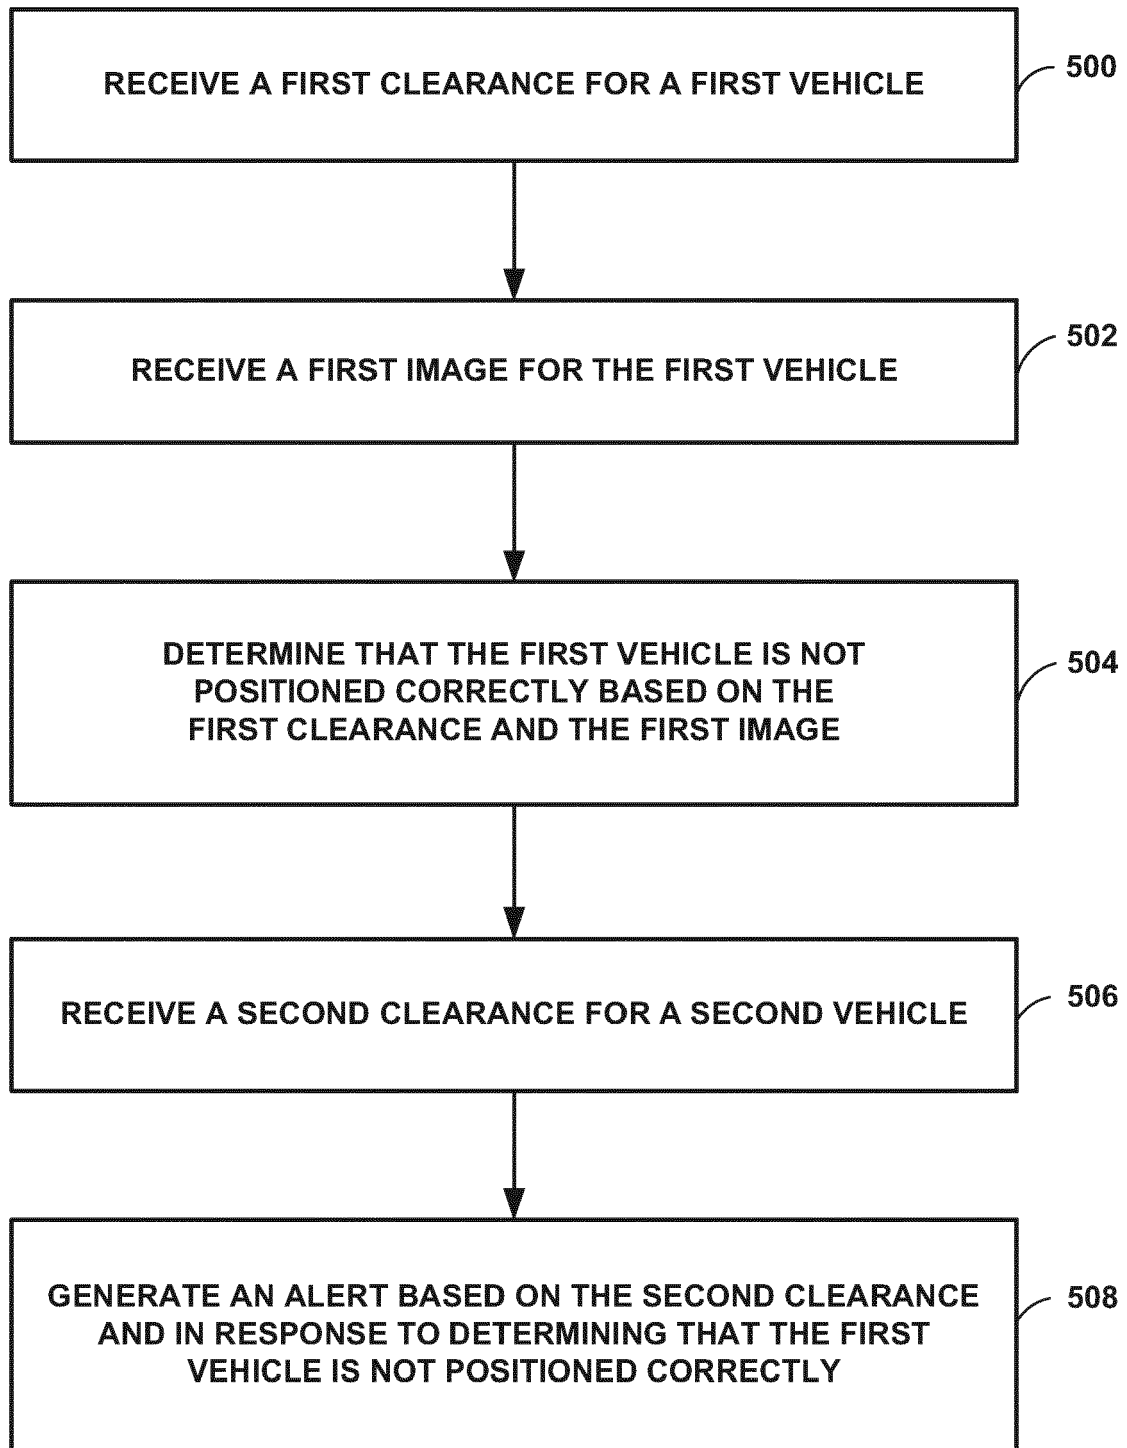 RECEIVE A FIRST CLEARANCE FOR A FIRST VEHICLE
500
RECEIVE A FIRST IMAGE FOR THE FIRST VEHICLE
502
DETERMINE THAT THE FIRST VEHICLE IS NOT
POSITIONED CORRECTLY BASED ON THE
FIRST CLEARANCE AND THE FIRST IMAGE
504
RECEIVE A SECOND CLEARANCE FOR A SECOND VEHICLE
506
GENERATE AN ALERT BASED ON THE SECOND CLEARANCE
AND IN RESPONSE TO DETERMINING THAT THE FIRST
VEHICLE IS NOT POSITIONED CORRECTLY
508